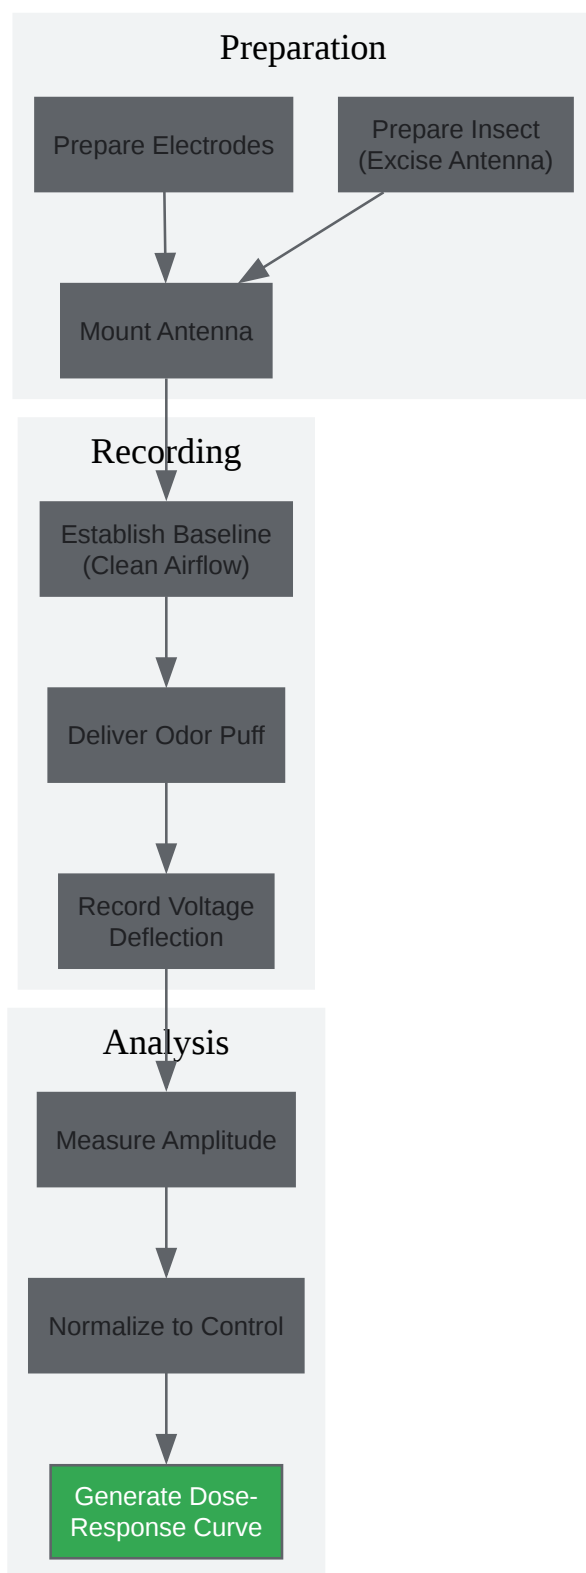 Preparation
Prepare Electrodes
Prepare Insect
(Excise Antenna)
Mount Antenna
Recording
Establish Baseline
(Clean Airflow)
Deliver Odor Puff
Record Voltage
Deflection
Analysis
Measure Amplitude
Normalize to Control
Generate Dose-
Response Curve